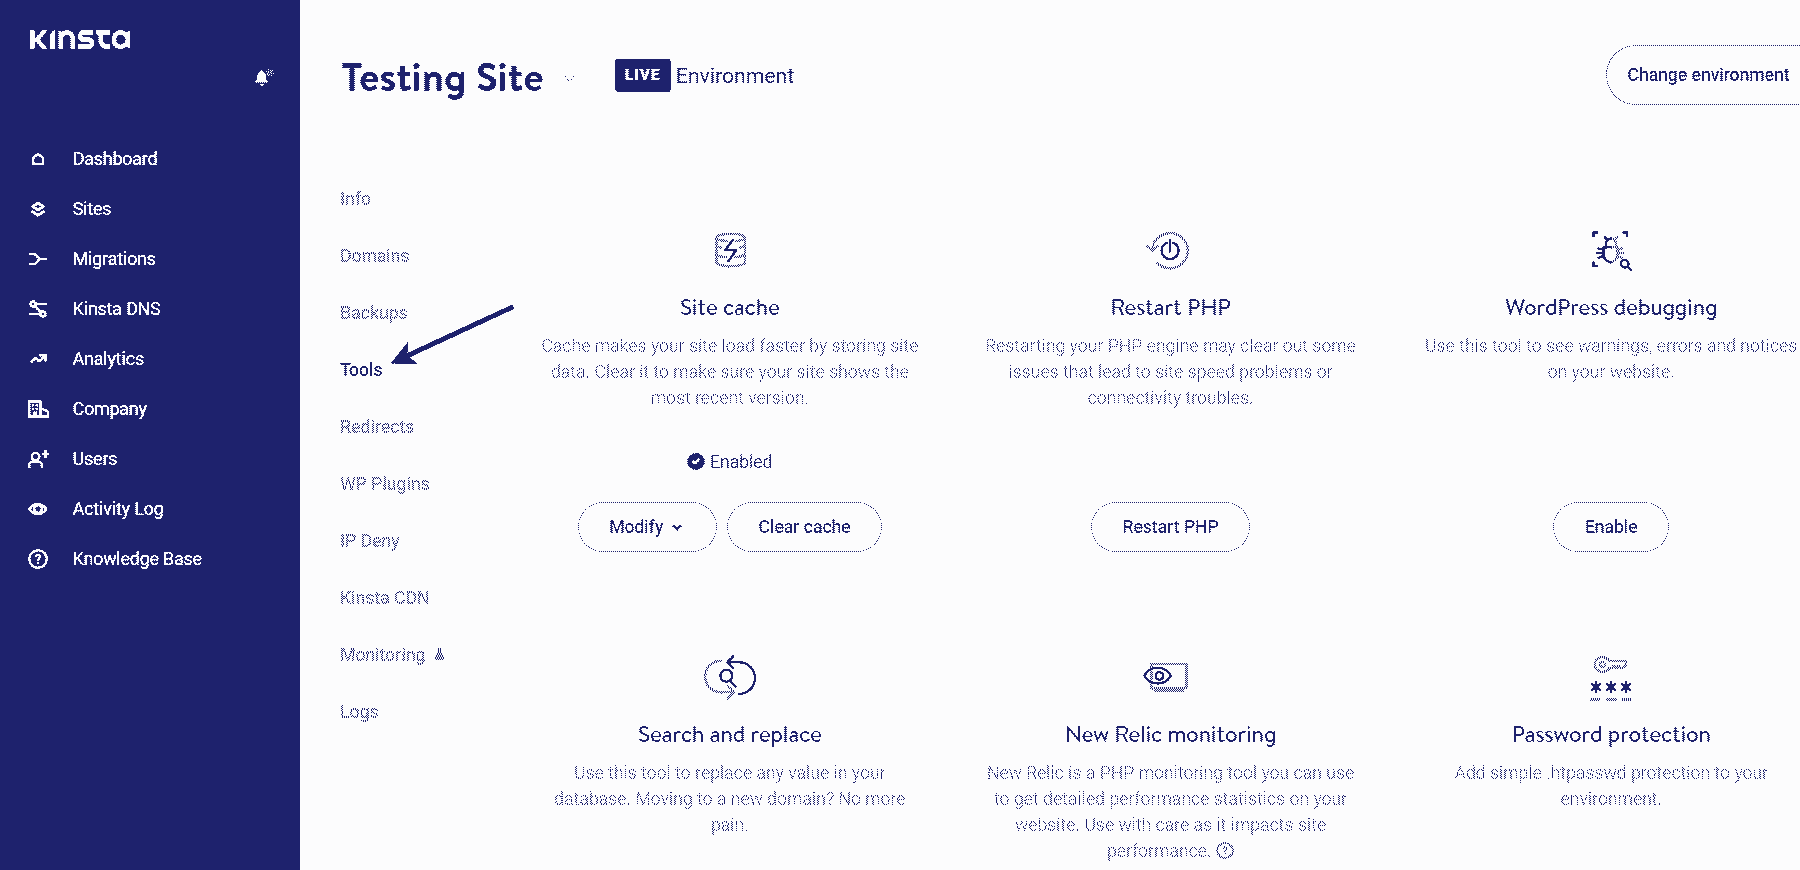 KINSTA
Testing Site
LIVE Environment
Change environment
Dashboard
Sites
Migrations
Kinsta DNS
Analytics
Company
Users
Activity Log
Knowledge Base
Info
Domains
Backups
Tools
Redirects
WP Plugins
IP Deny
Kinsta CDN
Monitoring
Logs
Site cache
Cache makes your site load faster by storing site
data. Clear it to make sure your site shows the
most recent version.
Enabled
Modify
Clear cache
Restart PHP
Restarting your PHP engine may clear out some
issues that lead to site speed problems or
connectivity troubles.
Restart PHP
WordPress debugging
Use this tool to see warnings, errors and notices
on your website.
Enable
Search and replace
Use this tool to replace any value in your
database. Moving to a new domain? No more
pain.
New Relic monitoring
New Relic is a PHP monitoring tool you can use
to get detailed performance statistics on your
website. Use with care as it impacts site
performance.
Password protection
Add simple .htpasswd protection to your
environment.